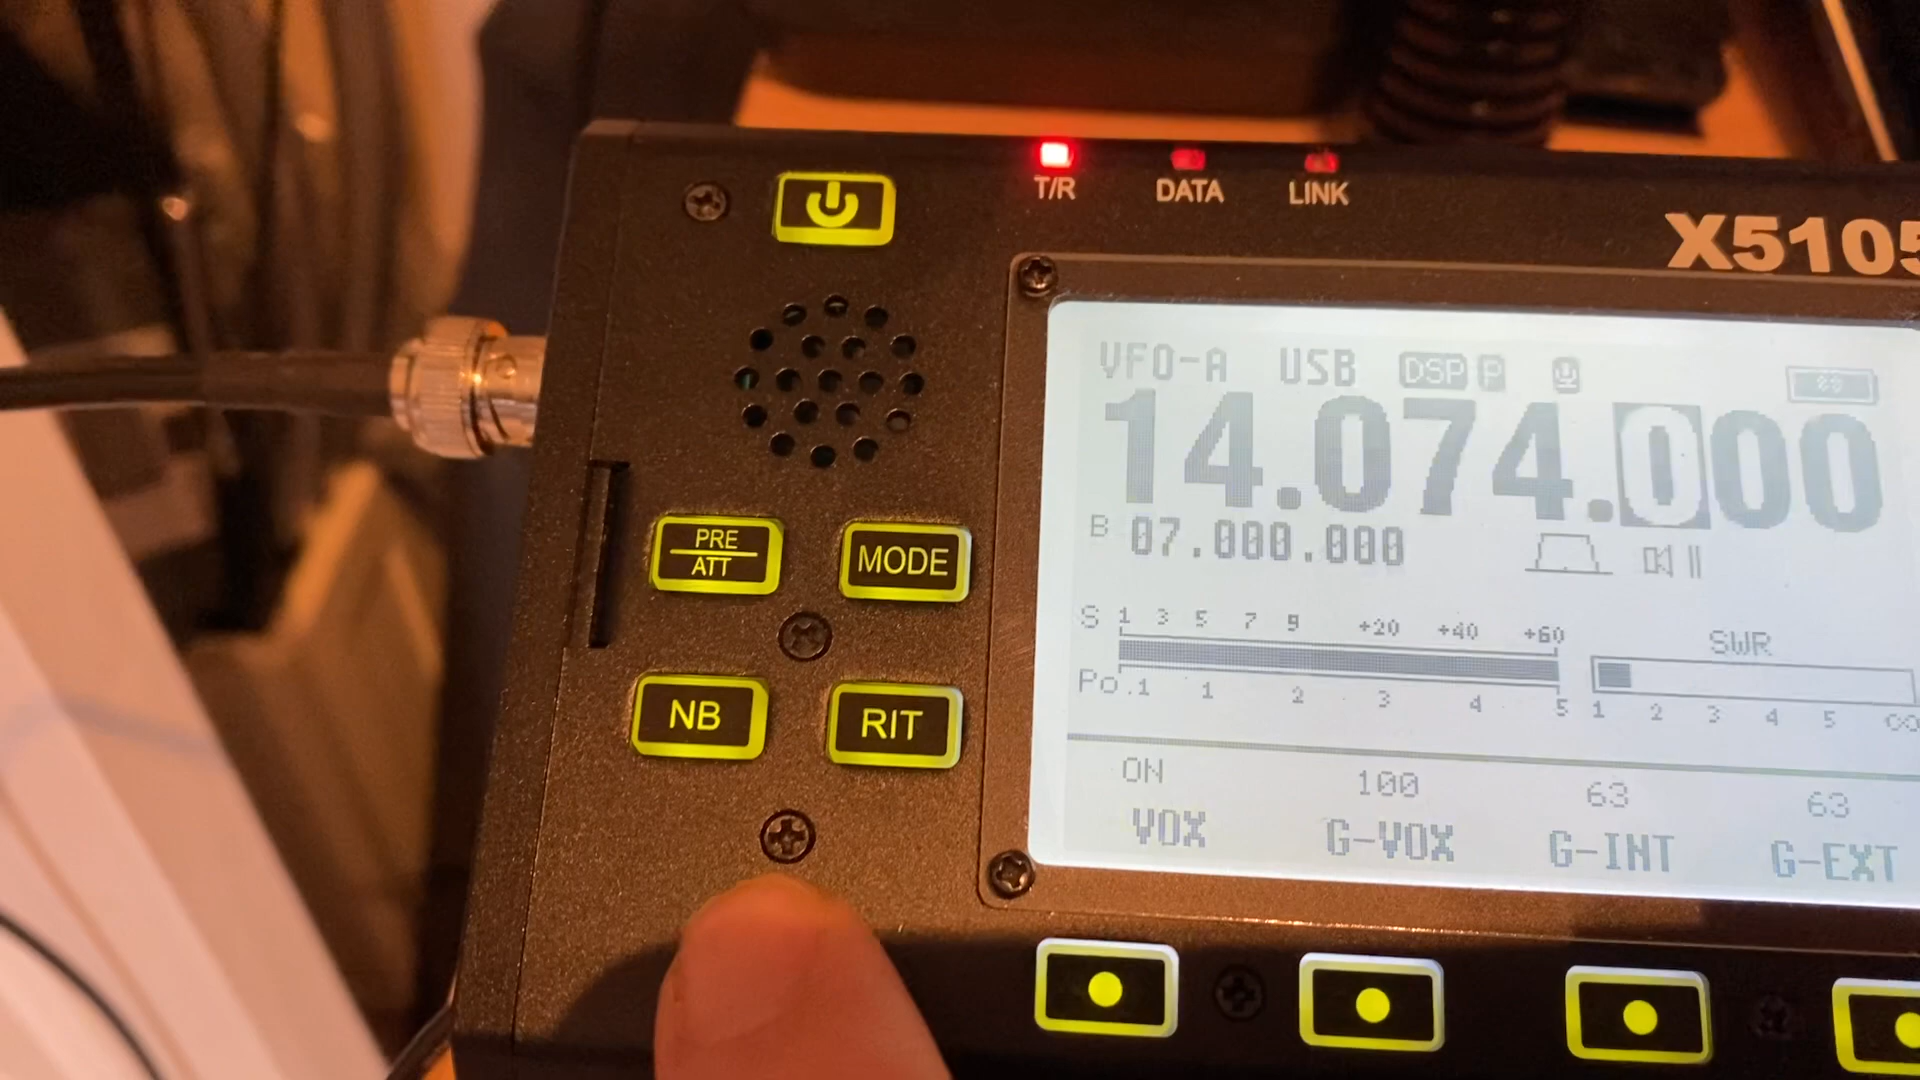 T/R DATA LINK
X5105
VFO-A USB DSP P
14.074.000
B 07.000.000
PRE
ATT
MODE
S 1 3 5 7 9 +20 +40 +60
SWR
Po .1 1 2 3 4 5
1 2 3 4 5 ∞
NB
RIT
ON 100 63 63
VOX G-VOX G-INT G-EXT